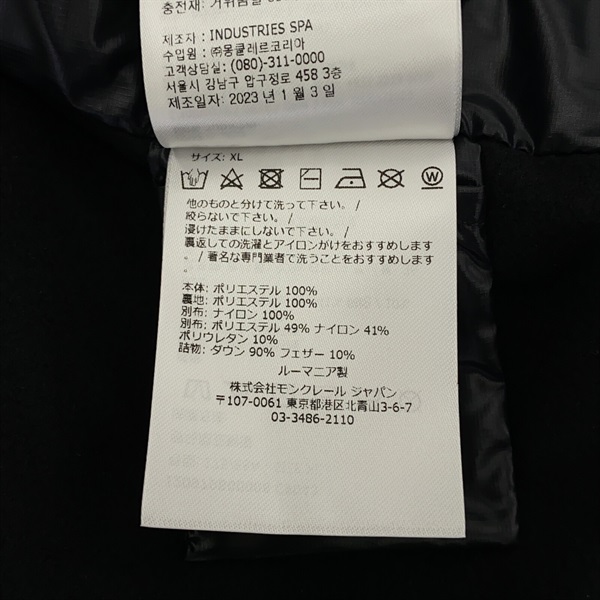 충전재: 거위솜털
제조자 : INDUSTRIES SPA
수입원 : ㈜몽클레르코리아
고객상담실: (080)-311-0000
서울시 강남구 압구정로 458 3층
제조일자: 2023 년 1 월 3 일
サイズ: XL
他のものと分けて洗って下さい。/
絞らないで下さい。/
浸けたままにしないで下さい。/
裏返しての洗濯とアイロンがけをおすすめします
。/ 著名な専門業者で洗うことをおすすめします
。
本体: ポリエステル 100%
裏地: ポリエステル 100%
別布: ナイロン 100%
別布: ポリエステル 49% ナイロン 41%
ポリウレタン 10%
詰物: ダウン 90% フェザー 10%
ルーマニア製
株式会社モンクレール ジャパン
〒107-0061 東京都港区北青山3-6-7
03-3486-2110